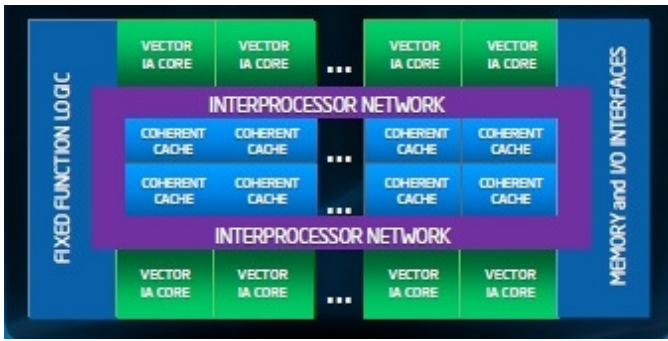 FIXED FUNCTION LOGIC
VECTOR VECTOR ... VECTOR VECTOR
IA CORE IA CORE IA CORE IA CORE
INTERPROCESSOR NETWORK
COHERENT COHERENT ... COHERENT COHERENT
CACHE CACHE CACHE CACHE
COHERENT COHERENT ... COHERENT COHERENT
CACHE CACHE CACHE CACHE
INTERPROCESSOR NETWORK
VECTOR VECTOR ... VECTOR VECTOR
IA CORE IA CORE IA CORE IA CORE
MEMORY and I/O INTERFACES